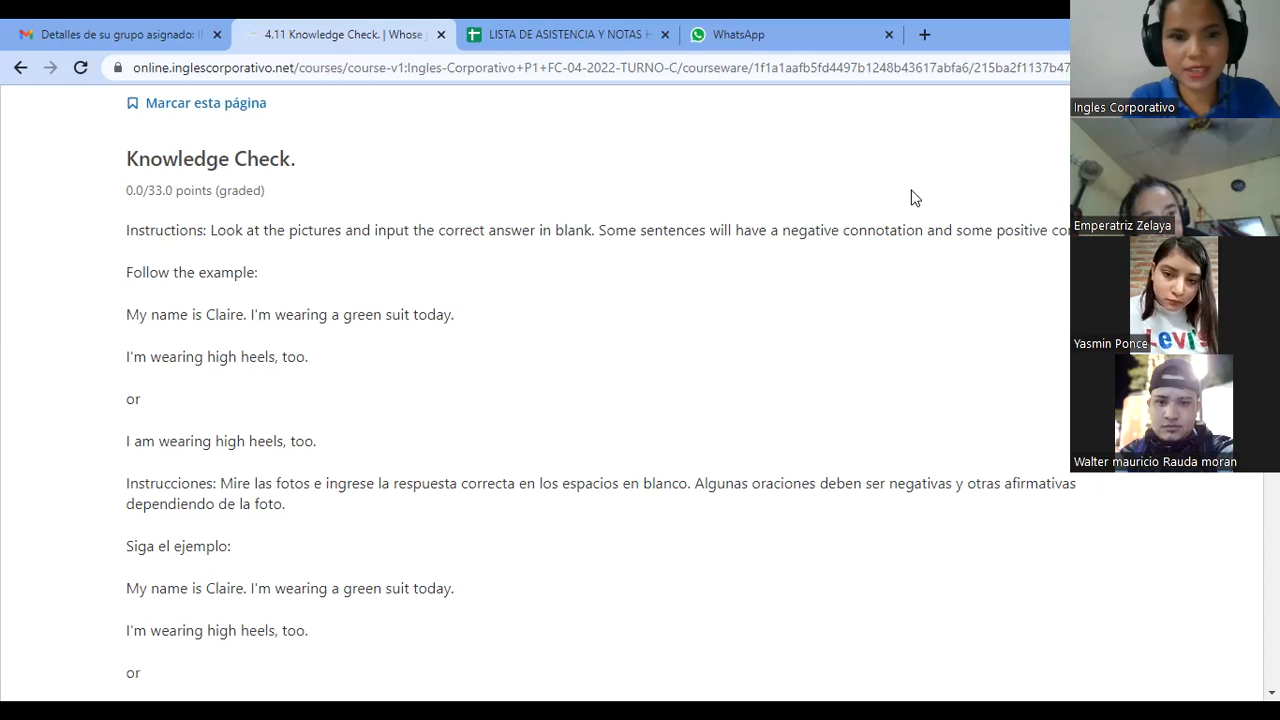 Detalles de su grupo asignado: I
4.11 Knowledge Check. | Whose
LISTA DE ASISTENCIA Y NOTAS
WhatsApp
online.inglescorporativo.net/courses/course-v1:Ingles-Corporativo+P1+FC-04-2022-TURNO-C/courseware/1f1a1aafb5fd4497b1248b43617abfa6/215ba2f1137b47
Marcar esta página
Knowledge Check.
0.0/33.0 points (graded)
Instructions: Look at the pictures and input the correct answer in blank. Some sentences will have a negative connotation and some positive
Follow the example:
My name is Claire. I'm wearing a green suit today.
I'm wearing high heels, too.
or
I am wearing high heels, too.
Instrucciones: Mire las fotos e ingrese la respuesta correcta en los espacios en blanco. Algunas oraciones deben ser negativas y otras afirmativas
dependiendo de la foto.
Siga el ejemplo:
My name is Claire. I'm wearing a green suit today.
I'm wearing high heels, too.
or
Ingles Corporativo
Emperatriz Zelaya
Levi's
Yasmin Ponce
Walter mauricio Rauda moran